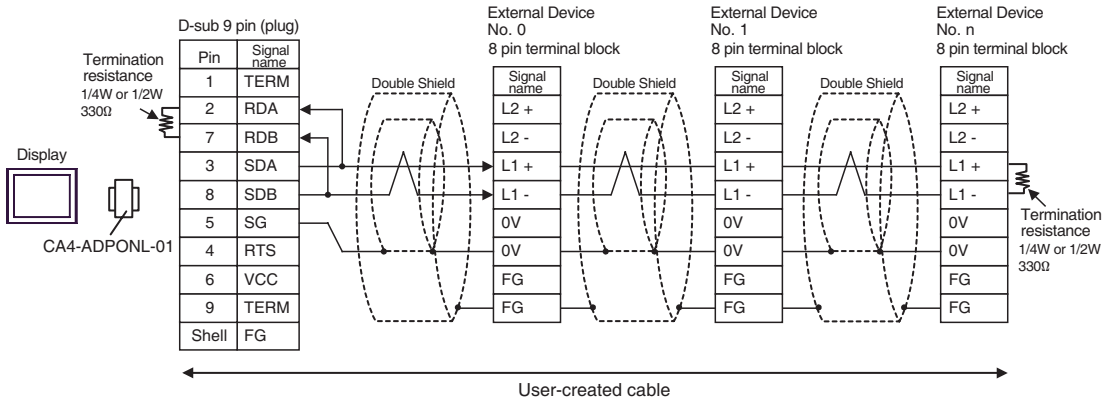 D-sub 9 pin (plug)
Pin Signal name
1 TERM
2 RDA
7 RDB
3 SDA
8 SDB
5 SG
4 RTS
6 VCC
9 TERM
Shell FG
Termination
resistance
1/4W or 1/2W
330Ω
Display
CA4-ADPONL-01
Double Shield
External Device
No. 0
8 pin terminal block
Signal
name
L2 +
L2 -
L1 +
L1 -
0V
0V
FG
FG
Double Shield
External Device
No. 1
8 pin terminal block
Signal
name
L2 +
L2 -
L1 +
L1 -
0V
0V
FG
FG
Double Shield
External Device
No. n
8 pin terminal block
Signal
name
L2 +
L2 -
L1 +
L1 -
0V
0V
FG
FG
Termination
resistance
1/4W or 1/2W
330Ω
User-created cable